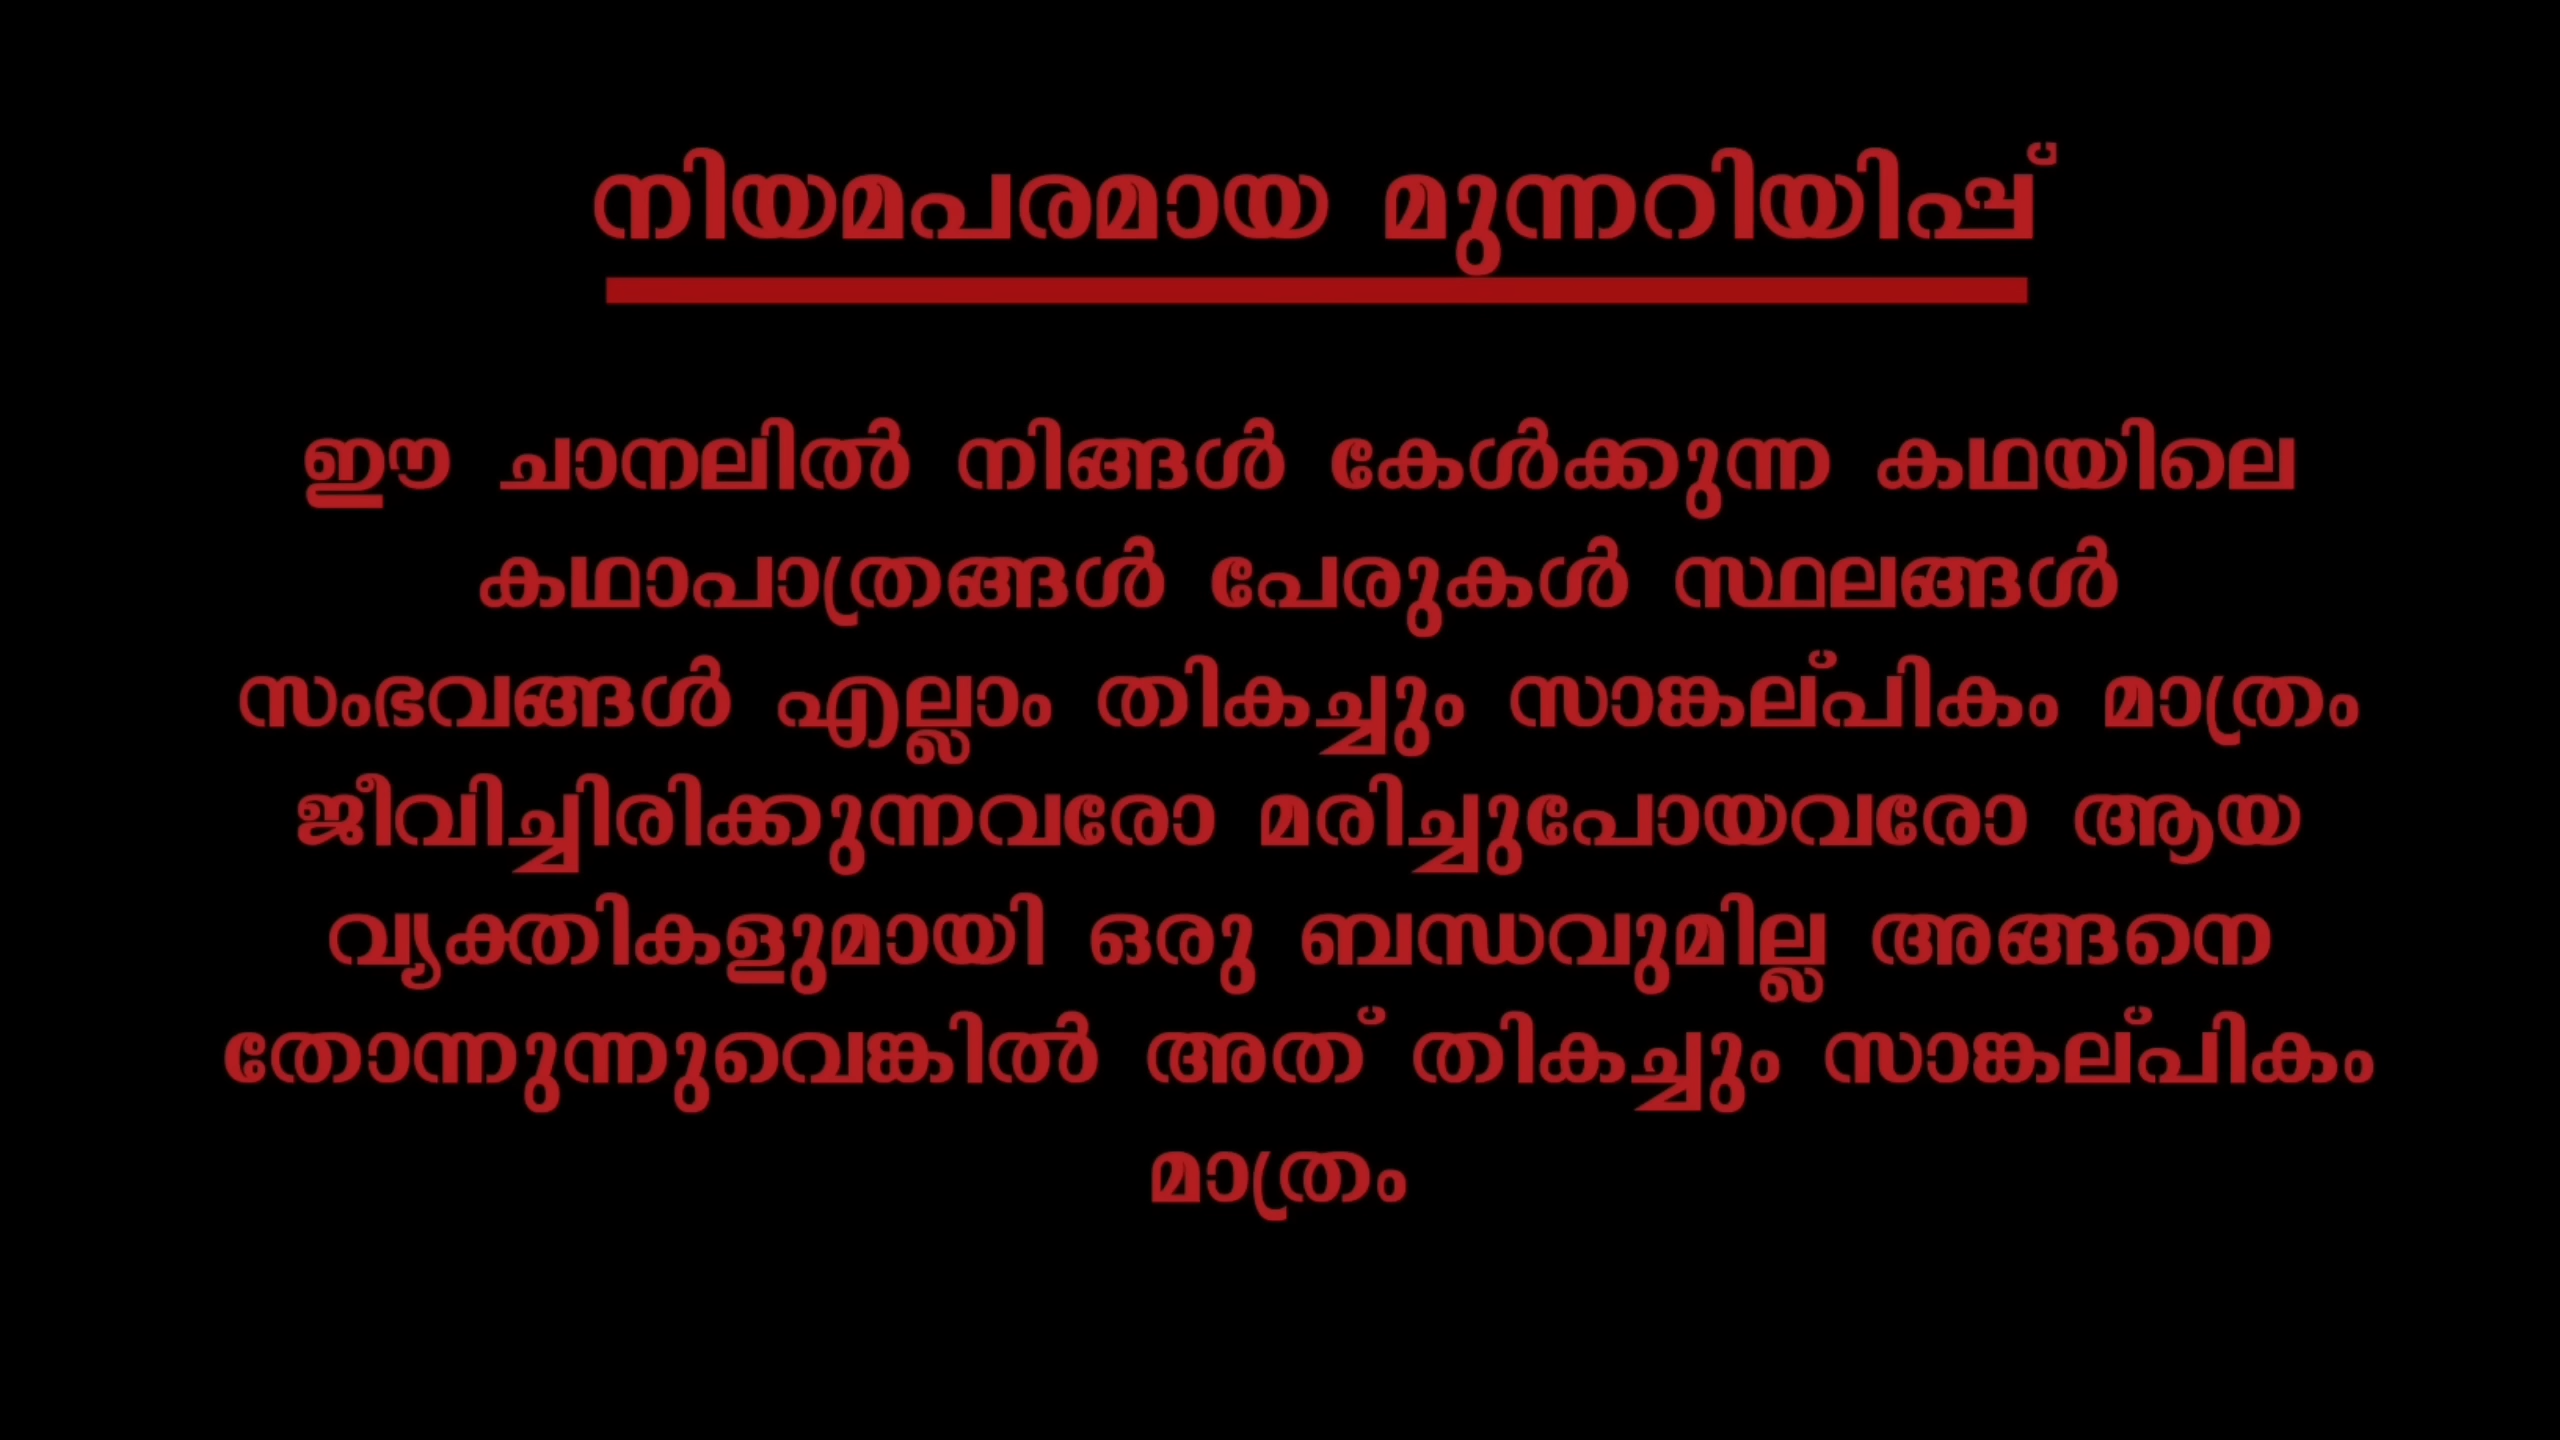 നിയമപരമായ മുന്നറിയിപ്പ്
ഈ ചാനലിൽ നിങ്ങൾ കേൾക്കുന്ന കഥയിലെ
കഥാപാത്രങ്ങൾ പേരുകൾ സ്ഥലങ്ങൾ
സംഭവങ്ങൾ എല്ലാം തികച്ചും സാങ്കല്പികം മാത്രം
ജീവിച്ചിരിക്കുന്നവരോ മരിച്ചുപോയവരോ ആയ
വ്യക്തികളുമായി ഒരു ബന്ധവുമില്ല അങ്ങനെ
തോന്നുന്നുവെങ്കിൽ അത് തികച്ചും സാങ്കല്പികം
മാത്രം